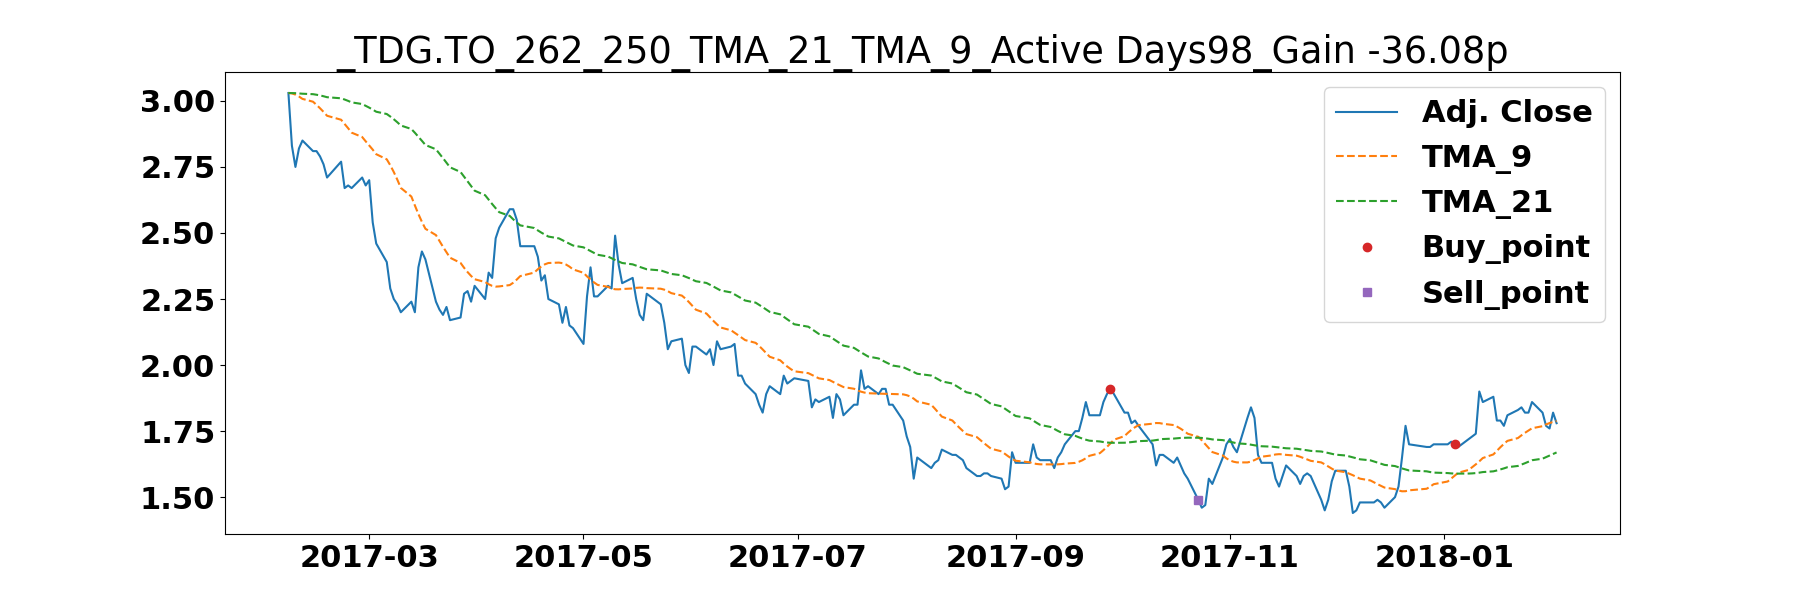 _TDG.TO_262_250_TMA_21_TMA_9_Active Days98_Gain -36.08p
3.00
2.75
2.50
2.25
2.00
1.75
1.50
Adj. Close
TMA_9
TMA_21
Buy_point
Sell_point
2017-03 2017-05 2017-07 2017-09 2017-11 2018-01